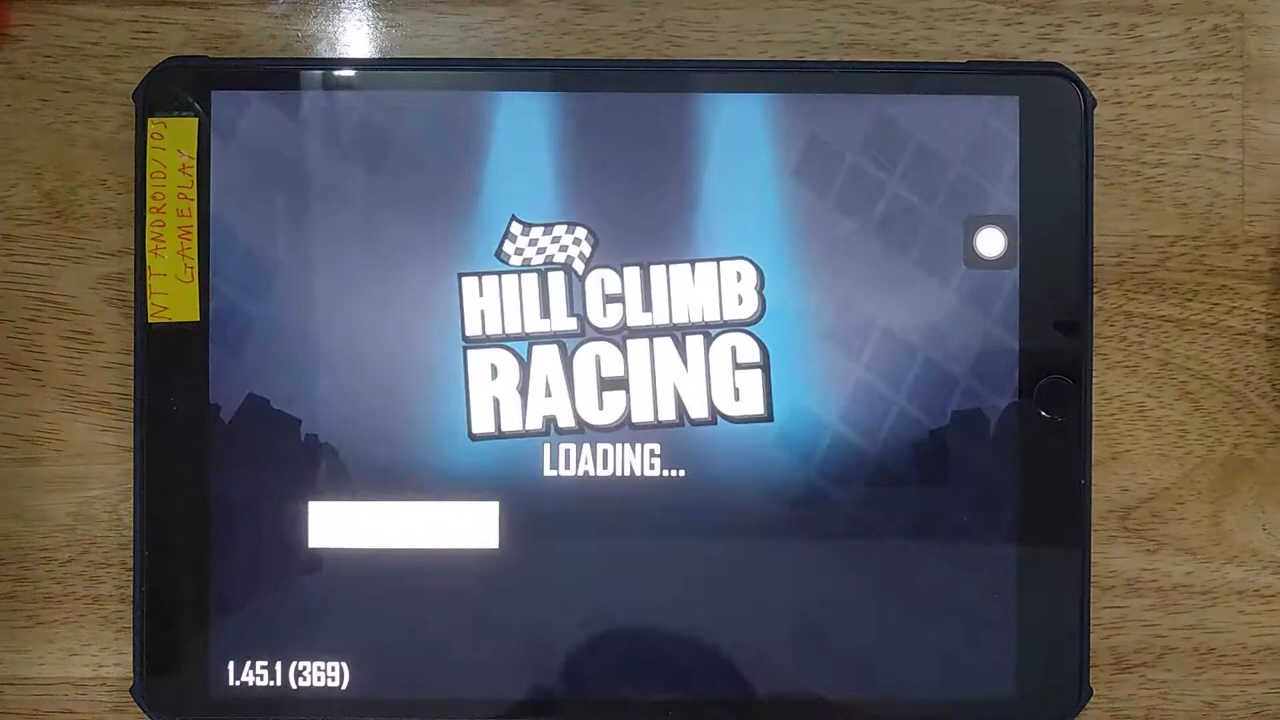 NTT ANDROID/IOS
GAMEPLAY
HILL CLIMB
RACING
LOADING...
1.45.1 (369)